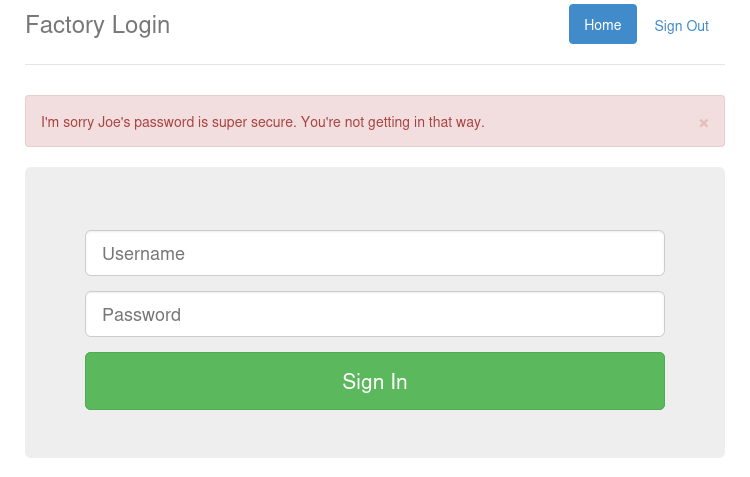 Factory Login
Home
Sign Out
I'm sorry Joe's password is super secure. You're not getting in that way.
×
Username
Password
Sign In